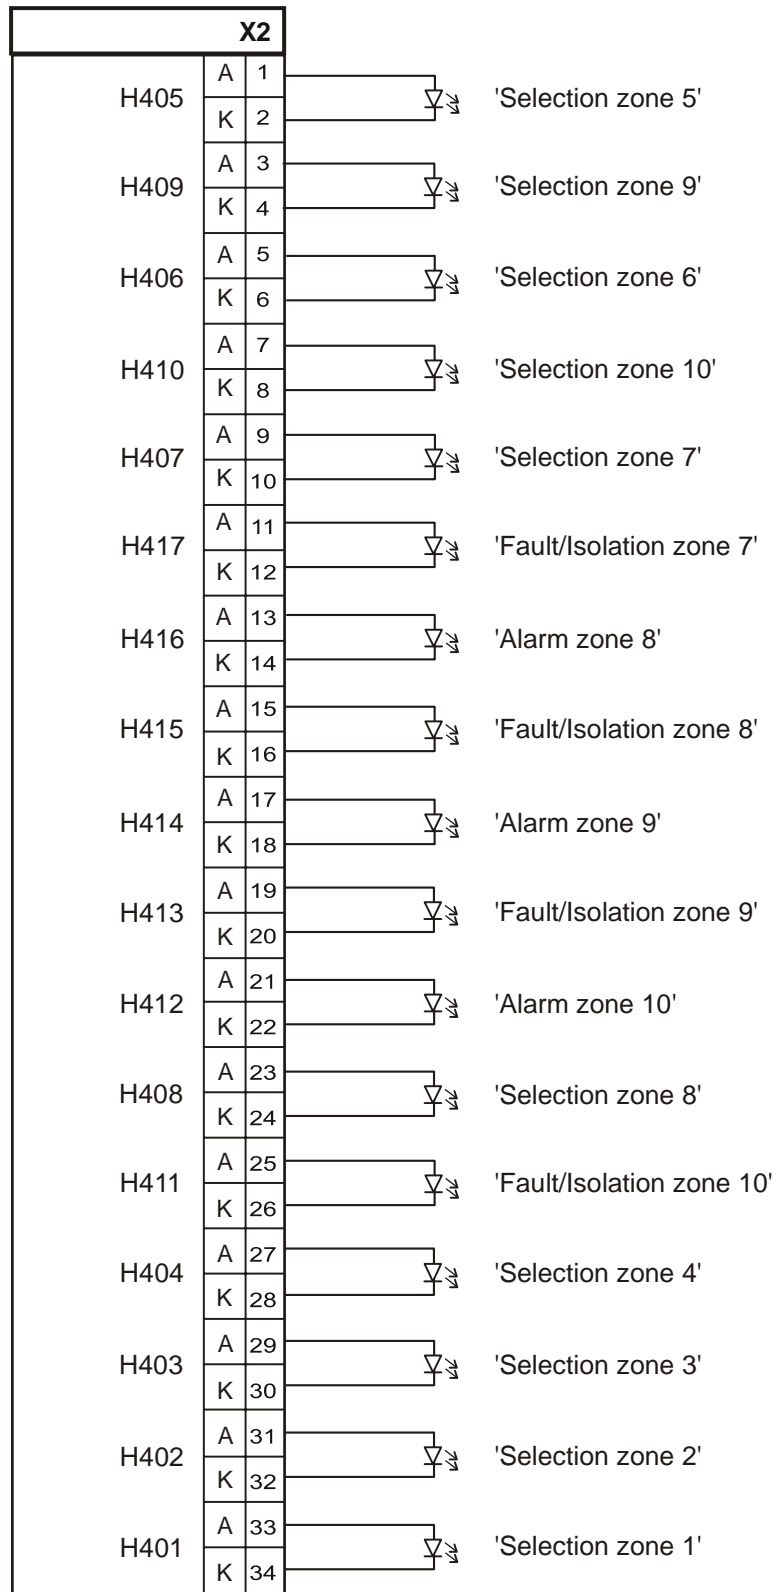 X2
A 1
H405 'Selection zone 5'
K 2
A 3
H409 'Selection zone 9'
K 4
A 5
H406 'Selection zone 6'
K 6
A 7
H410 'Selection zone 10'
K 8
A 9
H407 'Selection zone 7'
K 10
A 11
H417 'Fault/Isolation zone 7'
K 12
A 13
H416 'Alarm zone 8'
K 14
A 15
H415 'Fault/Isolation zone 8'
K 16
A 17
H414 'Alarm zone 9'
K 18
A 19
H413 'Fault/Isolation zone 9'
K 20
A 21
H412 'Alarm zone 10'
K 22
A 23
H408 'Selection zone 8'
K 24
A 25
H411 'Fault/Isolation zone 10'
K 26
A 27
H404 'Selection zone 4'
K 28
A 29
H403 'Selection zone 3'
K 30
A 31
H402 'Selection zone 2'
K 32
A 33
H401 'Selection zone 1'
K 34